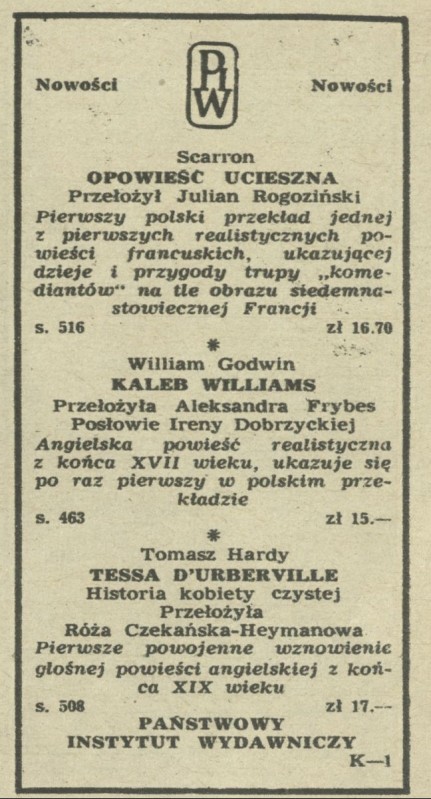 Nowości PIW Nowości
Scarron
OPOWIEŚĆ UCIESZNA
Przełożył Julian Rogoziński
Pierwszy polski przekład jednej
z pierwszych realistycznych po-
wieści francuskich, ukazującej
dzieje i przygody trupy „kome-
diantów“ na tle obrazu siedemna-
stowiecznej Francji
s. 516 zł 16.70
*
William Godwin
KALEB WILLIAMS
Przełożyła Aleksandra Frybes
Posłowie Ireny Dobrzyckiej
Angielska powieść realistyczna
z końca XVII wieku, ukazuje się
po raz pierwszy w polskim prze-
kładzie
s. 463 zł 15.—
*
Tomasz Hardy
TESSA D'URBERVILLE
Historia kobiety czystej
Przełożyła
Róża Czekańska-Heymanowa
Pierwsze powojenne wznowienie
głośnej powieści angielskiej z koń-
ca XIX wieku
s. 508 zł 17.—
PAŃSTWOWY
INSTYTUT WYDAWNICZY
K—1